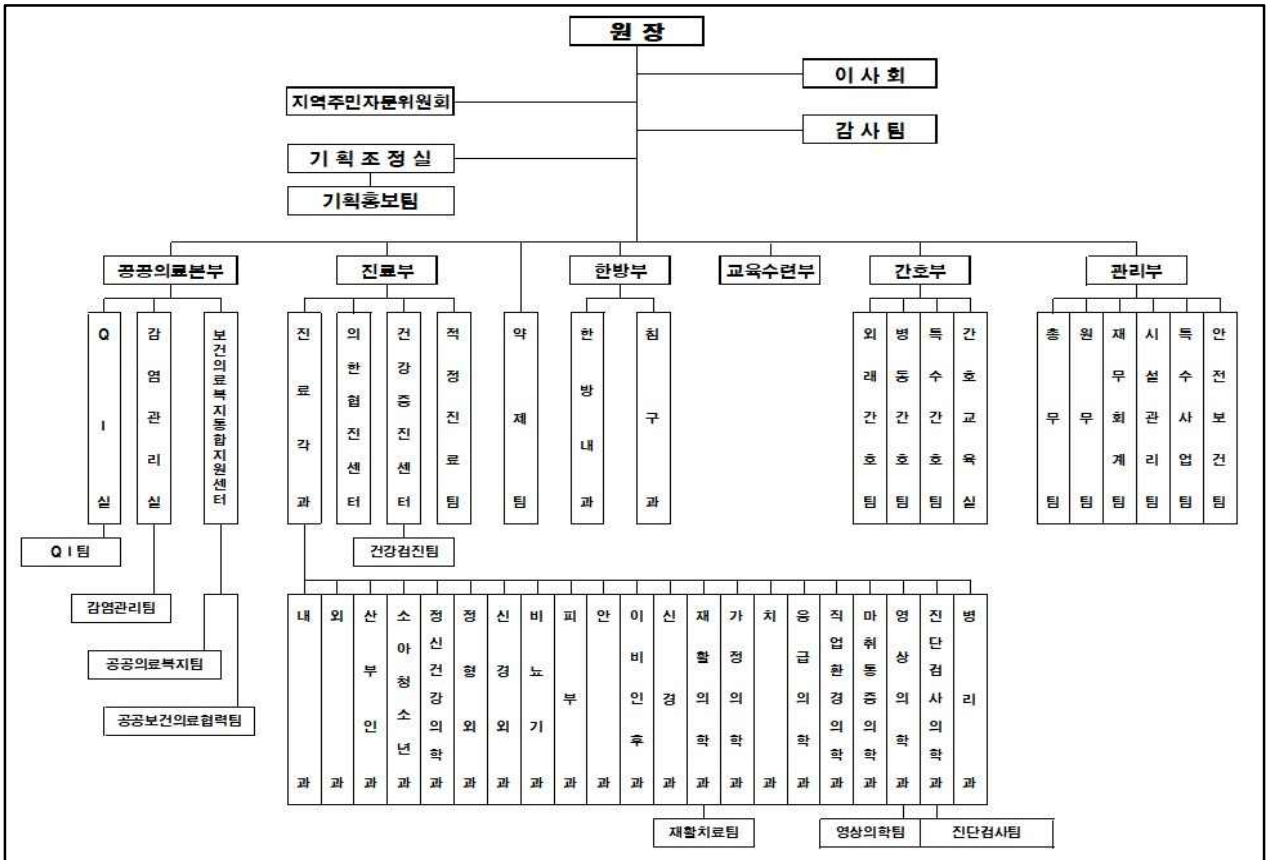 원 장
이 사 회
지역주민자문위원회
감 사 팀
기 획 조 정 실
기획홍보팀
공공의료본부
진료부
한방부
교육수련부
간호부
관리부
QI실
감염관리실
보건의료복지통합지원센터
진료각과
의한협진센터
건강증진센터
적정진료팀
약제팀
한방내과
침구과
외래간호팀
병동간호팀
특수간호팀
간호교육실
총무팀
원무팀
재무회계팀
시설관리팀
특수사업팀
안전보건팀
QI팀
건강검진팀
감염관리팀
공공의료복지팀
공공보건의료협력팀
내과
외과
산부인과
소아청소년과
정신건강의학과
정형외과
신경외과
비뇨기과
피부과
안과
이비인후과
신경과
재활의학과
가정의학과
치과
응급의학과
직업환경의학과
마취통증의학과
영상의학과
진단검사의학과
병리과
재활치료팀
영상의학팀
진단검사팀